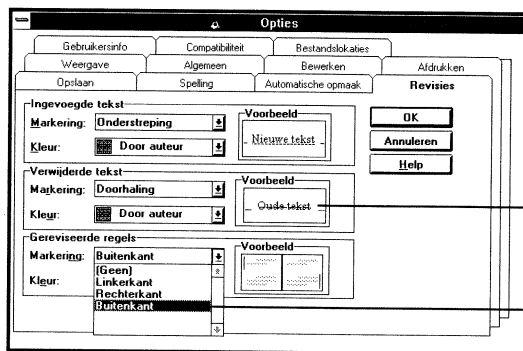 Opties
Gebruikersinfo Compatibiliteit Bestandslokaties
Weergave Algemeen Bewerken Afdrukken
Opslaan Spelling Automatische opmaak Revisies
Ingevoegde tekst
Markering: Onderstreping
Kleur: Door auteur
Voorbeeld
Nieuwe tekst
OK
Annuleren
Help
Verwijderde tekst
Markering: Doorhaling
Kleur: Door auteur
Voorbeeld
Oude tekst
Gereviseerde regels
Markering: Buitenkant
Kleur:
(Geen)
Linkerkant
Rechterkant
Buitenkant
Voorbeeld